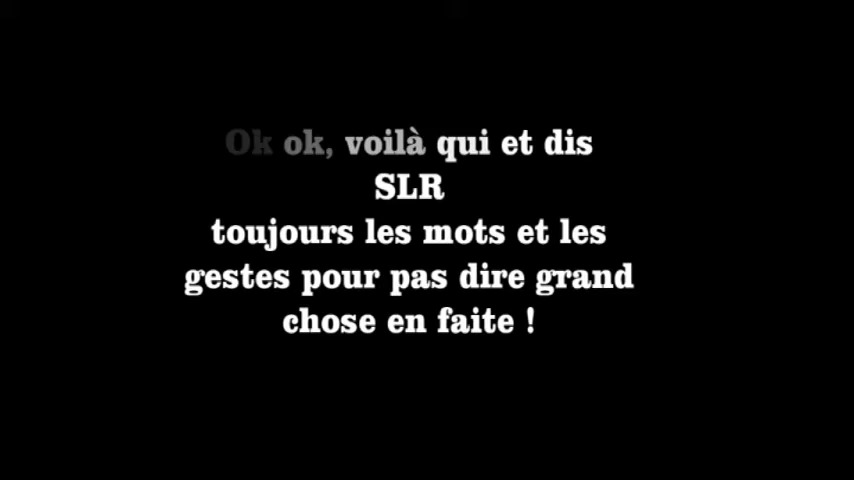 Ok ok, voilà qui et dis
SLR
toujours les mots et les
gestes pour pas dire grand
chose en faite !